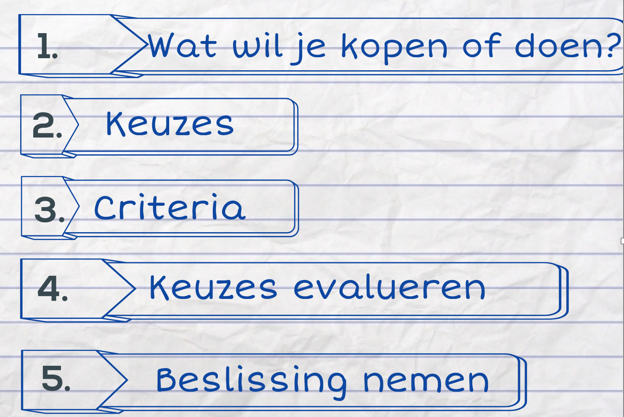 1. Wat wil je kopen of doen?
2. Keuzes
3. Criteria
4. Keuzes evalueren
5. Beslissing nemen